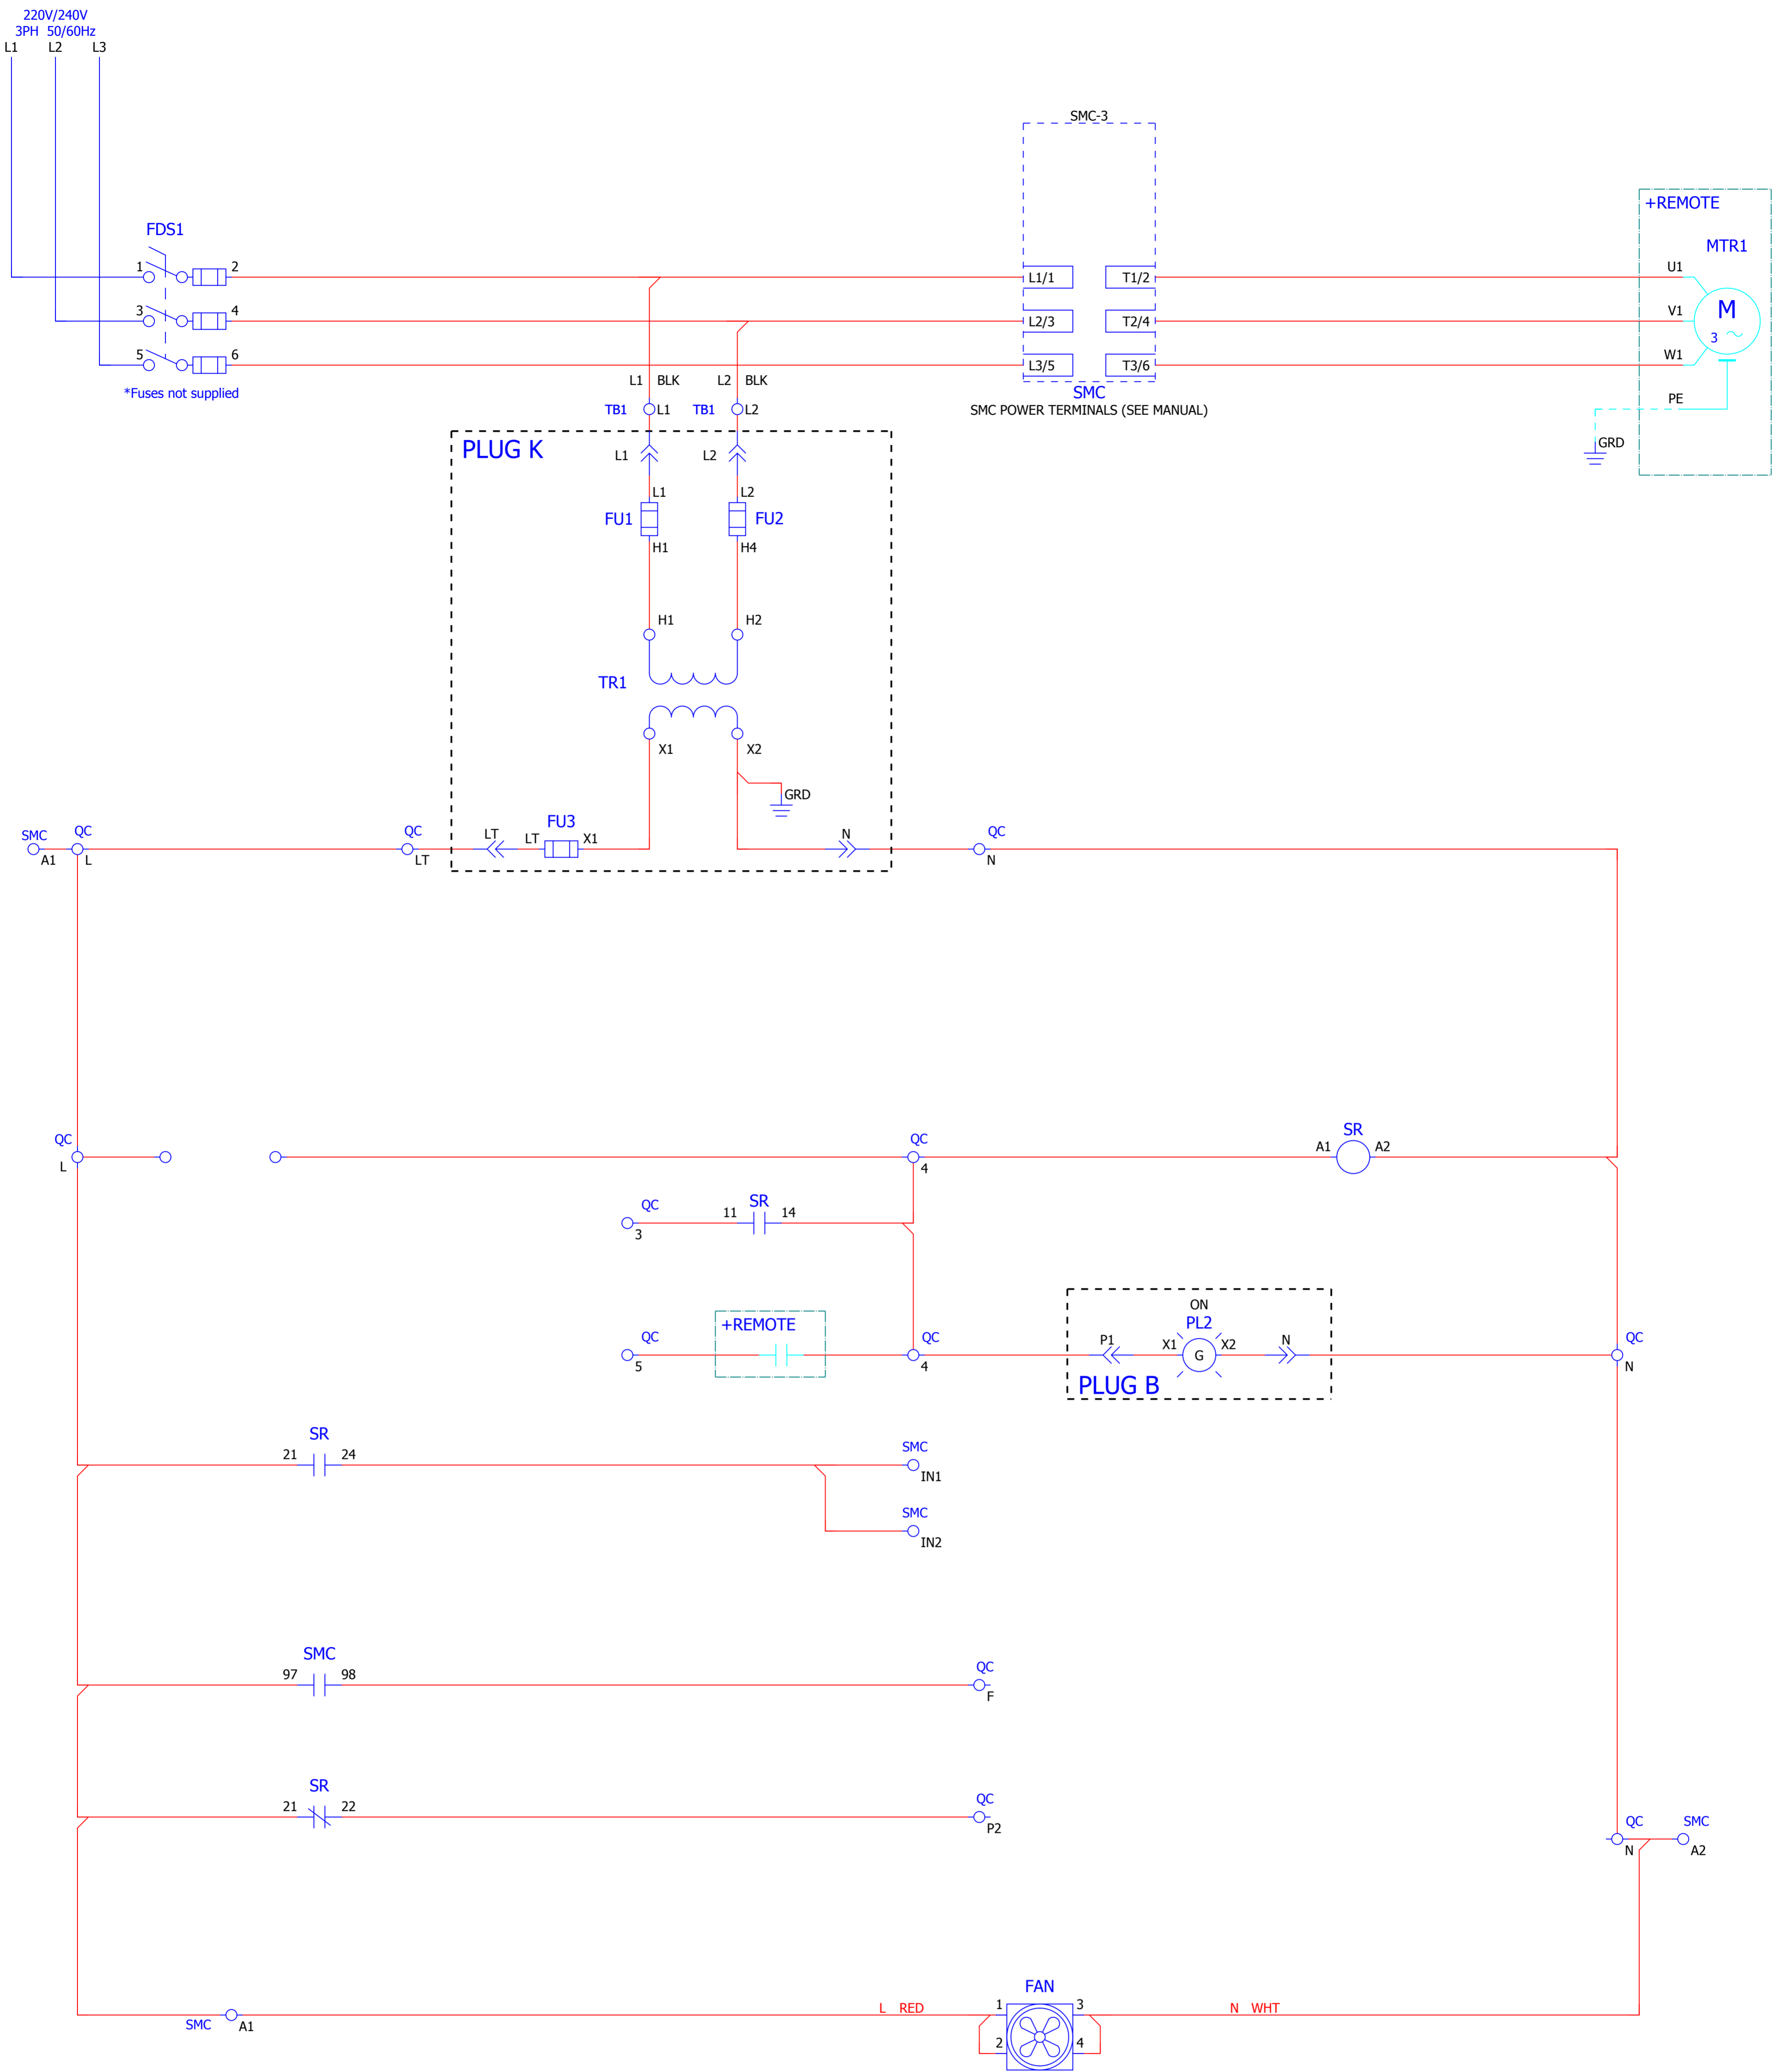 220V/240V
3PH 50/60Hz
L1 L2 L3
SMC-3
+REMOTE
MTR1
FDS1
1 2
L1/1 T1/2
U1
3 4
L2/3 T2/4
V1
M
3
5 6
L3/5 T3/6
W1
*Fuses not supplied
L1 BLK L2 BLK
SMC
SMC POWER TERMINALS (SEE MANUAL)
PE
GRD
TB1 L1 TB1 L2
PLUG K
L1 L2
L1 L2
FU1 FU2
H1 H4
H1 H2
TR1
X1 X2
GRD
SMC QC QC
A1 L LT
LT LT FU3 X1
N
QC
N
QC
L
QC
4
A1 SR A2
QC
3
11 SR 14
ON
PL2
QC
5
+REMOTE
QC
4
P1 X1 G X2 N
PLUG B
QC
N
SR
21 24
SMC
IN1
SMC
IN2
SMC
97 98
QC
F
SR
21 22
QC
P2
QC SMC
N A2
FAN
SMC A1
L RED
1 3
N WHT
2 4